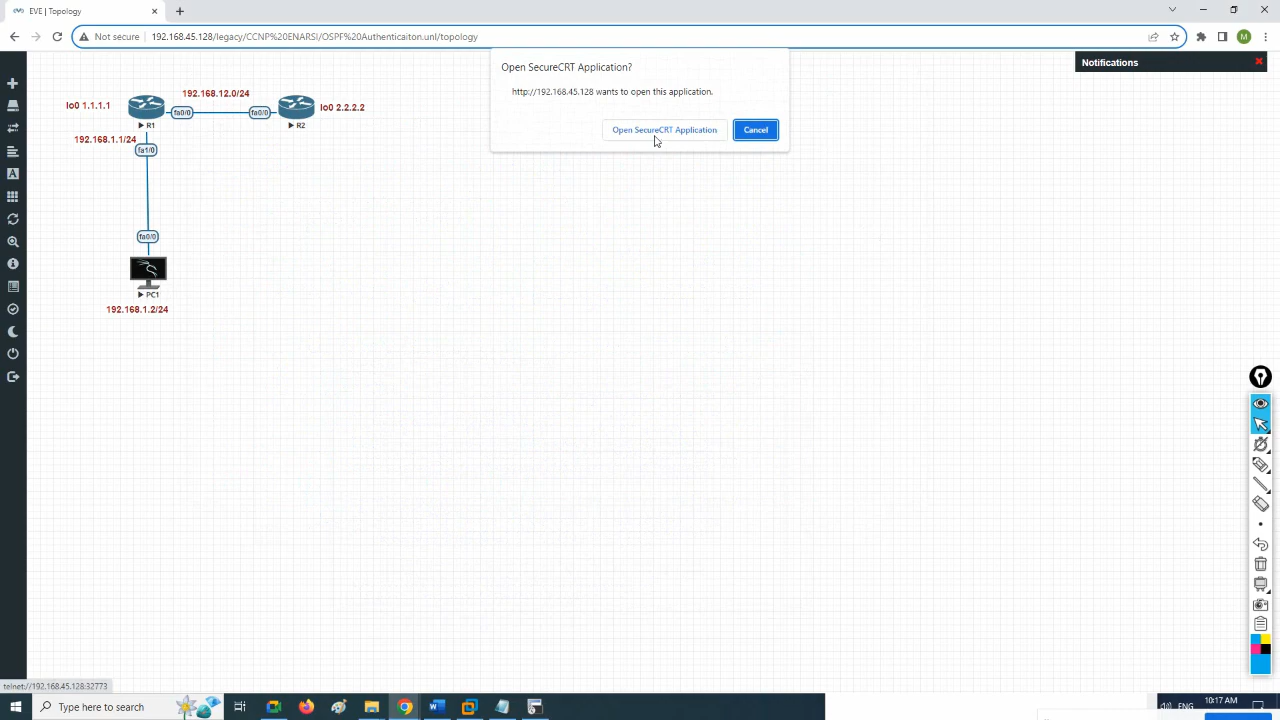 EVE | Topology
Not secure
192.168.45.128/legacy/CCNP%20ENARSI/OSPF%20Authenticaiton.unl/topology
M
Open SecureCRT Application?
http://192.168.45.128 wants to open this application.
Open SecureCRT Application
Cancel
Notifications
lo0 1.1.1.1
192.168.12.0/24
fa0/0
fa0/0
lo0 2.2.2.2
R1
R2
192.168.1.1/24
fa1/0
fa0/0
PC1
192.168.1.2/24
telnet://192.168.45.128:32773
Type here to search
ENG
10:17 AM